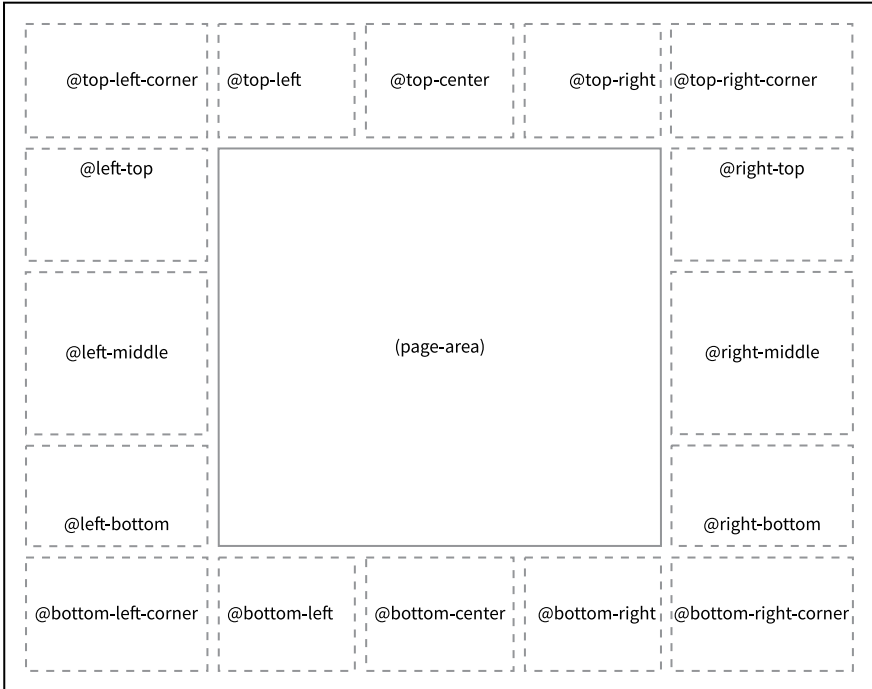 @top-left-corner
@top-left
@top-center
@top-right
@top-right-corner
@left-top
@right-top
@left-middle
(page-area)
@right-middle
@left-bottom
@right-bottom
@bottom-left-corner
@bottom-left
@bottom-center
@bottom-right
@bottom-right-corner